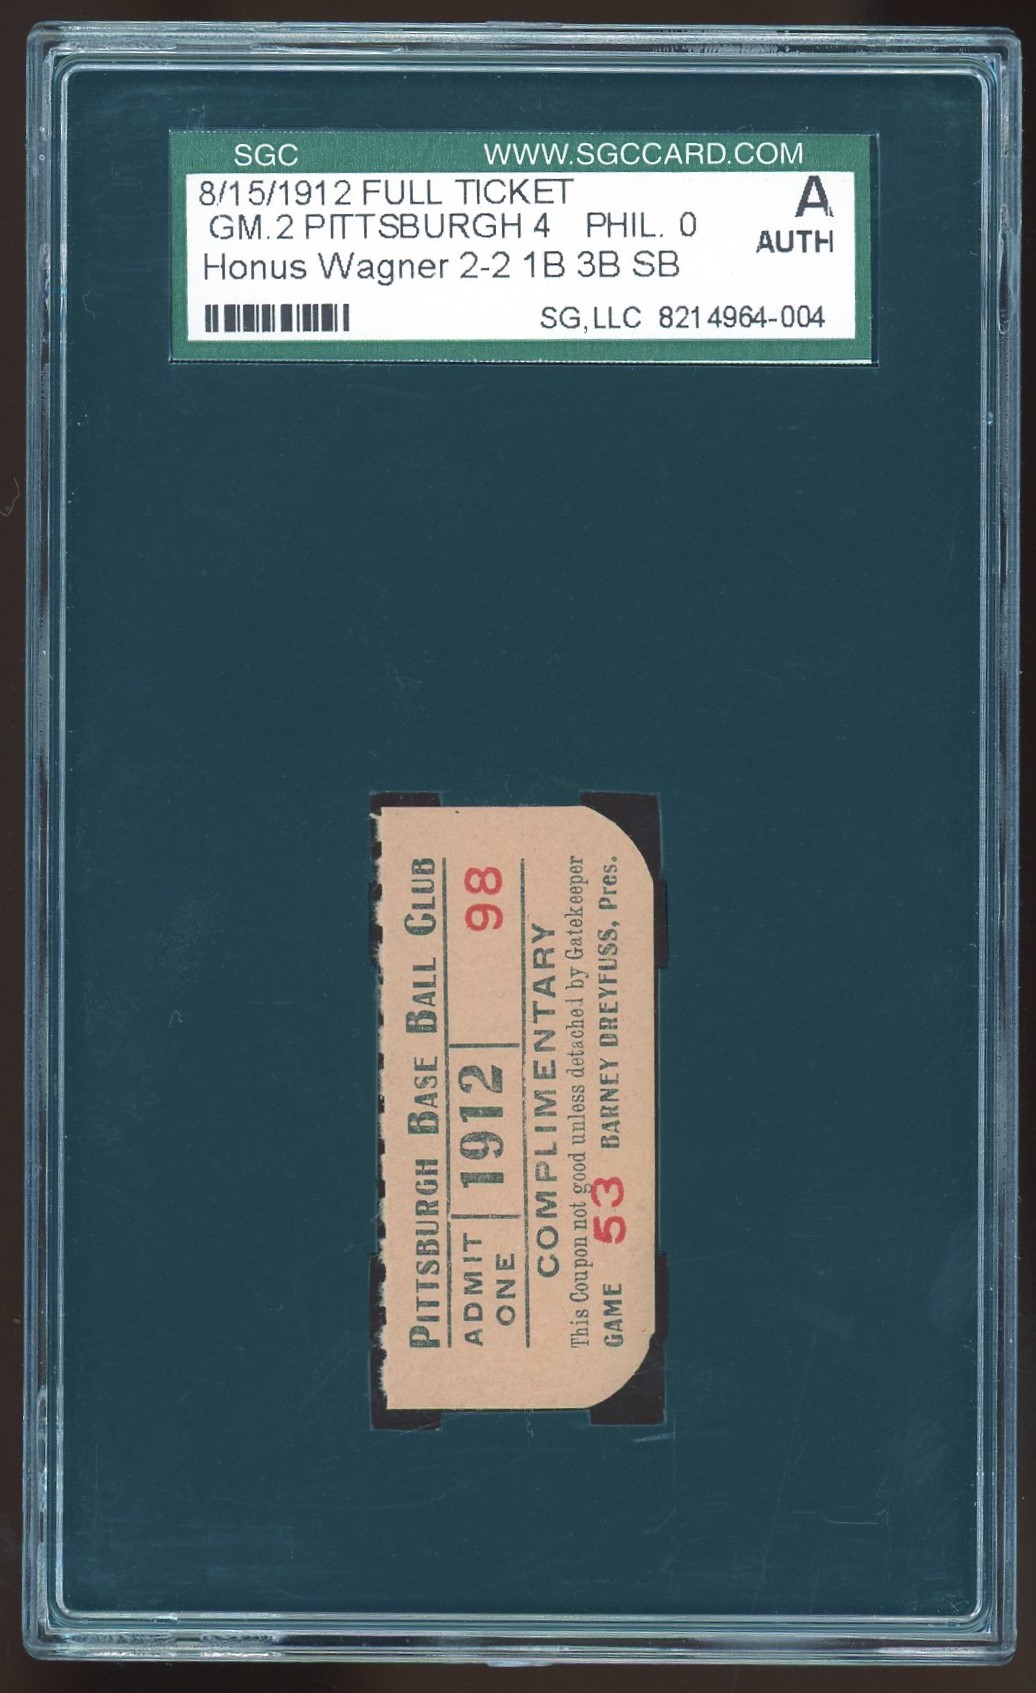 SGC WWW.SGCCARD.COM
8/15/1912 FULL TICKET A
GM.2 PITTSBURGH 4 PHIL. 0 AUTH
Honus Wagner 2-2 1B 3B SB
SG,LLC 8214964-004
PITTSBURGH BASE BALL CLUB
ADMIT ONE 1912 98
COMPLIMENTARY
This Coupon not good unless detached by Gatekeeper
GAME 53 BARNEY DREYFUSS, Pres.